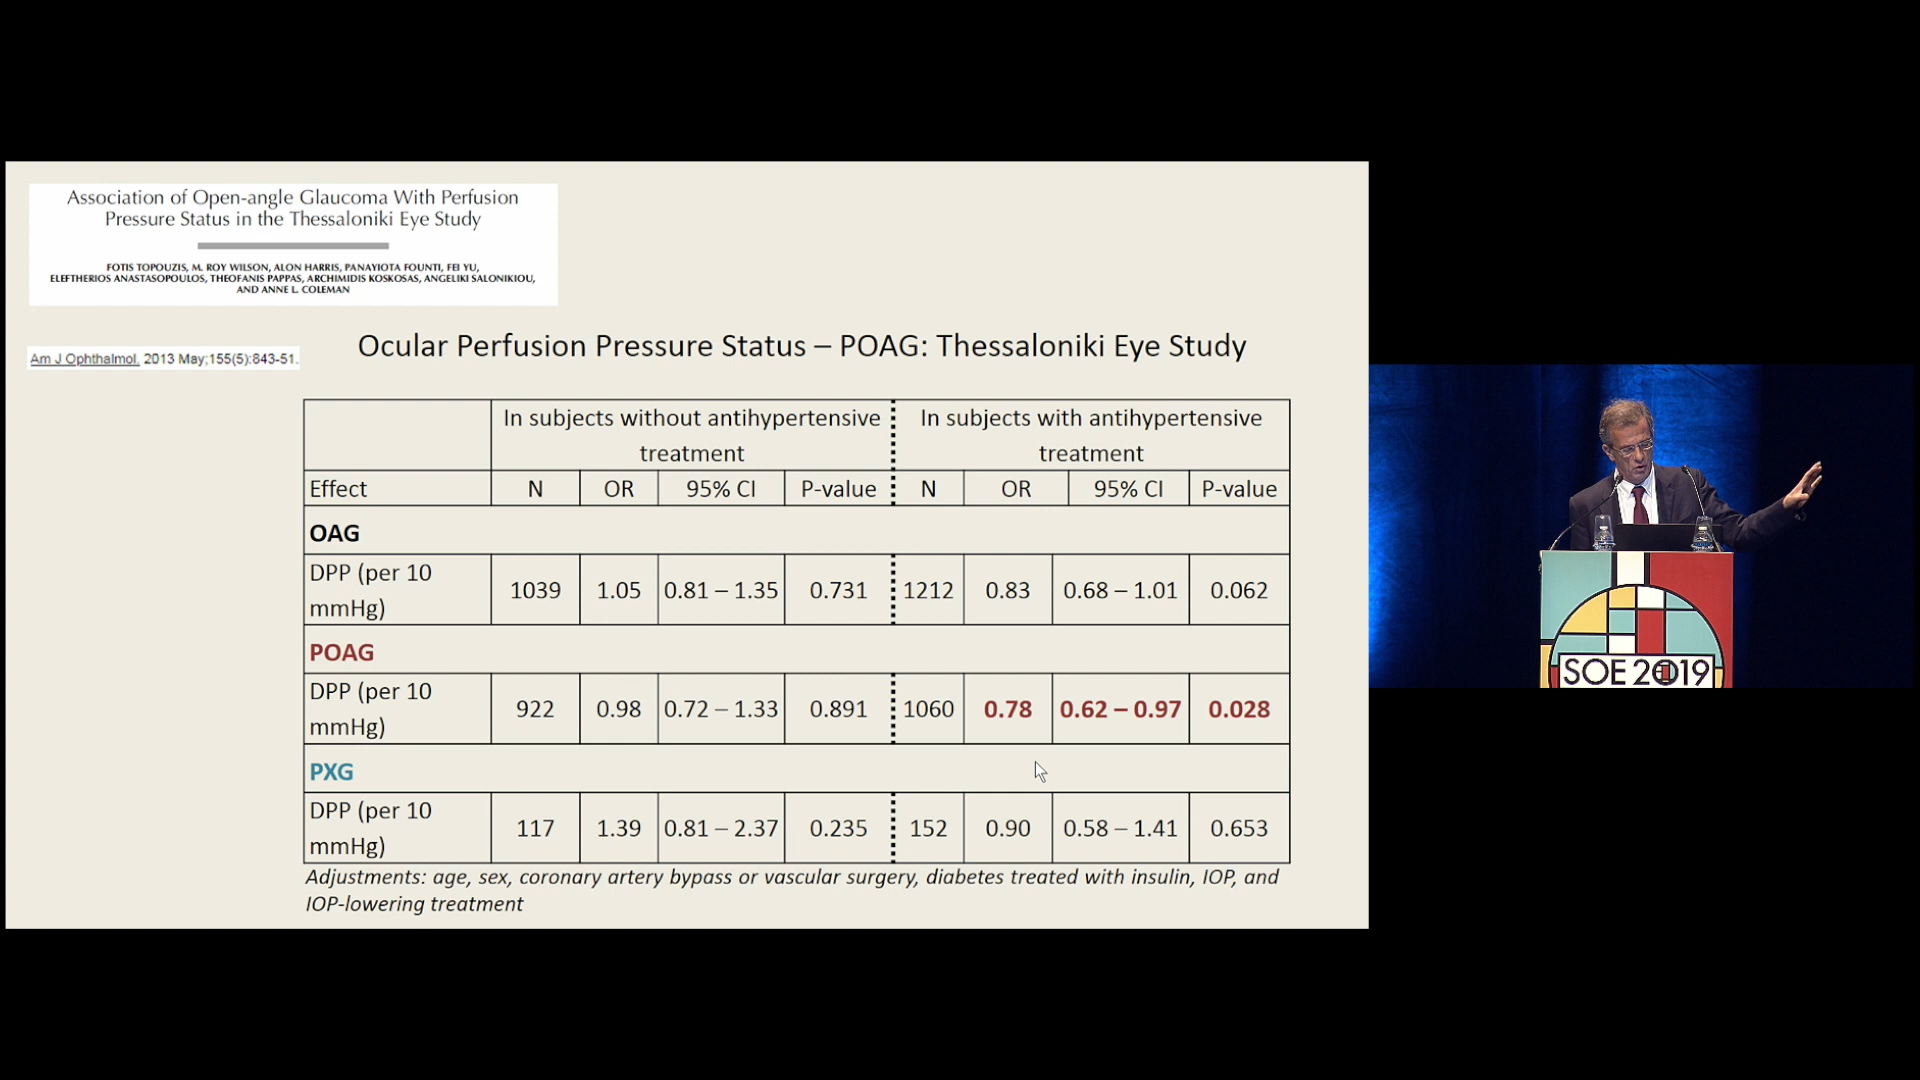 Association of Open-angle Glaucoma With Perfusion
Pressure Status in the Thessaloniki Eye Study
FOTIS TOPOUZIS, M. ROY WILSON, ALON HARRIS, PANAYIOTA FOUNTI, FEI YU,
ELEFTHERIOS ANASTASOPOULOS, THEOFANIS PAPPAS, ARCHIMIDIS KOSKOSAS, ANGELIKI SALONIKIOU,
AND ANNE L. COLEMAN
Am J Ophthalmol. 2013 May;155(5):843-51.
Ocular Perfusion Pressure Status – POAG: Thessaloniki Eye Study
In subjects without antihypertensive treatment
In subjects with antihypertensive treatment
Effect N OR 95% CI P-value N OR 95% CI P-value
OAG
DPP (per 10 mmHg) 1039 1.05 0.81 – 1.35 0.731 1212 0.83 0.68 – 1.01 0.062
POAG
DPP (per 10 mmHg) 922 0.98 0.72 – 1.33 0.891 1060 0.78 0.62 – 0.97 0.028
PXG
DPP (per 10 mmHg) 117 1.39 0.81 – 2.37 0.235 152 0.90 0.58 – 1.41 0.653
Adjustments: age, sex, coronary artery bypass or vascular surgery, diabetes treated with insulin, IOP, and
IOP-lowering treatment
SOE 2019